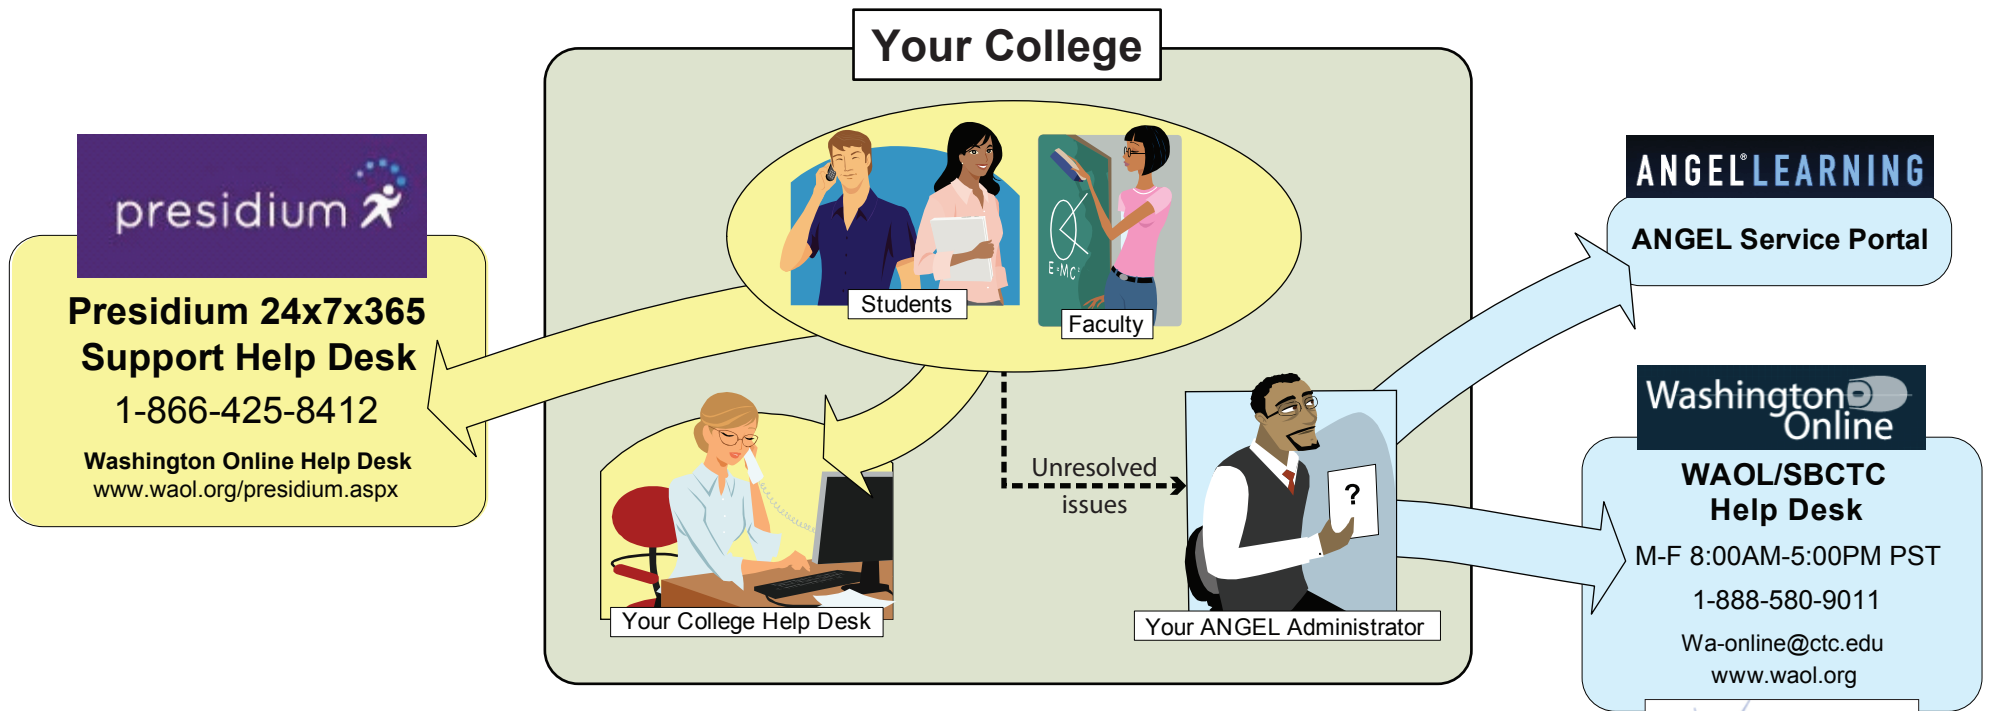 Your College
presidium
Presidium 24x7x365
Support Help Desk
1-866-425-8412
Washington Online Help Desk
www.waol.org/presidium.aspx
E=MC²
Students
Faculty
Your College Help Desk
Unresolved
issues
?
Your ANGEL Administrator
ANGEL® LEARNING
ANGEL Service Portal
Washington
Online
WAOL/SBCTC
Help Desk
M-F 8:00AM-5:00PM PST
1-888-580-9011
Wa-online@ctc.edu
www.waol.org